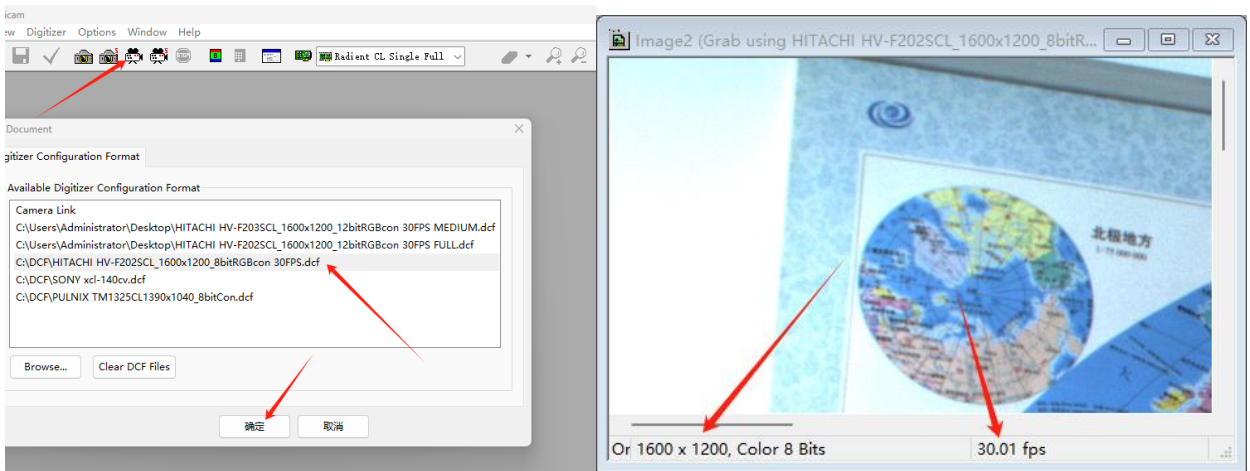 icam
ew Digitizer Options Window Help
Radient CL Single Full
Document
gitizer Configuration Format
Available Digitizer Configuration Format
Camera Link
C:\Users\Administrator\Desktop\HITACHI HV-F203SCL_1600x1200_12bitRGBcon 30FPS MEDIUM.dcf
C:\Users\Administrator\Desktop\HITACHI HV-F202SCL_1600x1200_12bitRGBcon 30FPS FULL.dcf
C:\DCF\HITACHI HV-F202SCL_1600x1200_8bitRGBcon 30FPS.dcf
C:\DCF\SONY xcl-140cv.dcf
C:\DCF\PULNIX TM1325CL1390x1040_8bitCon.dcf
Browse... Clear DCF Files
确定 取消
Image2 (Grab using HITACHI HV-F202SCL_1600x1200_8bitR...
北极地方
Or 1600 x 1200, Color 8 Bits 30.01 fps